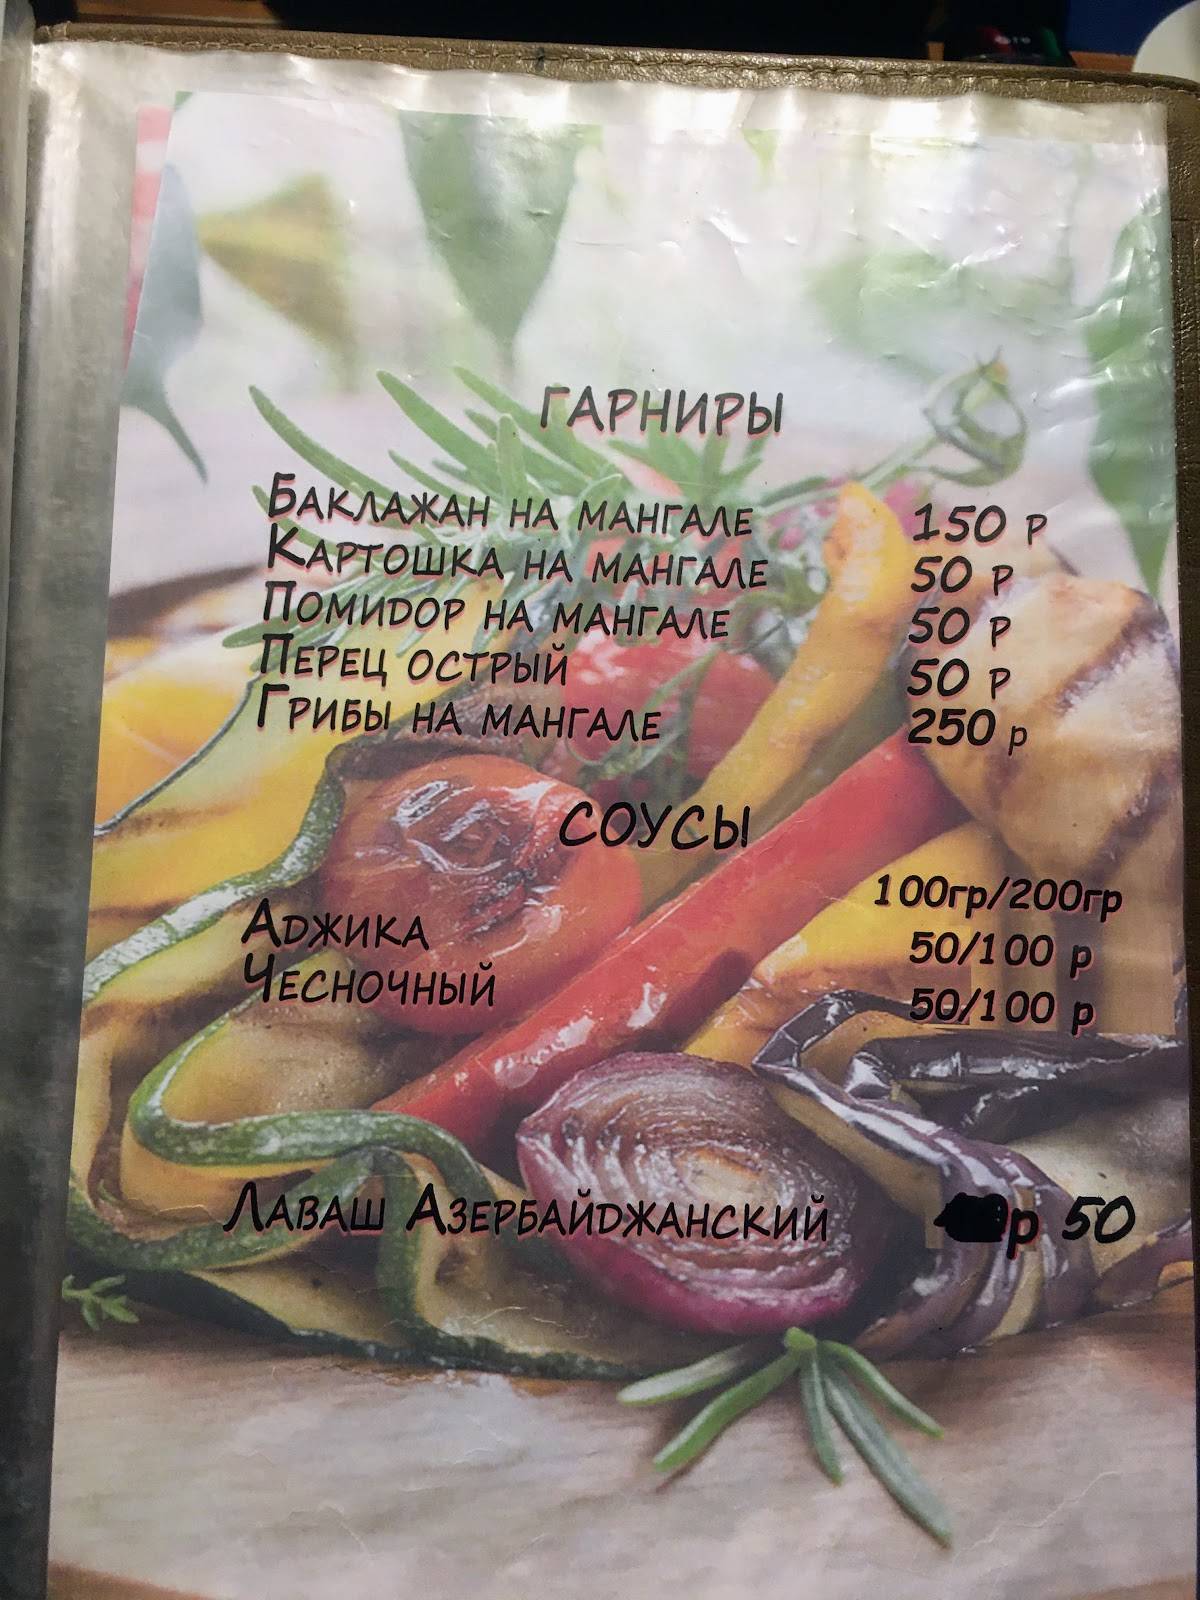 ГАРНИРЫ
БАКЛАЖАН НА МАНГАЛЕ 150 Р
КАРТОШКА НА МАНГАЛЕ 50 Р
ПОМИДОР НА МАНГАЛЕ 50 Р
ПЕРЕЦ ОСТРЫЙ 50 Р
ГРИБЫ НА МАНГАЛЕ 250 р
СОУСЫ
100гр/200гр
АДЖИКА 50/100 р
ЧЕСНОЧНЫЙ 50/100 р
ЛАВАШ АЗЕРБАЙДЖАНСКИЙ р 50